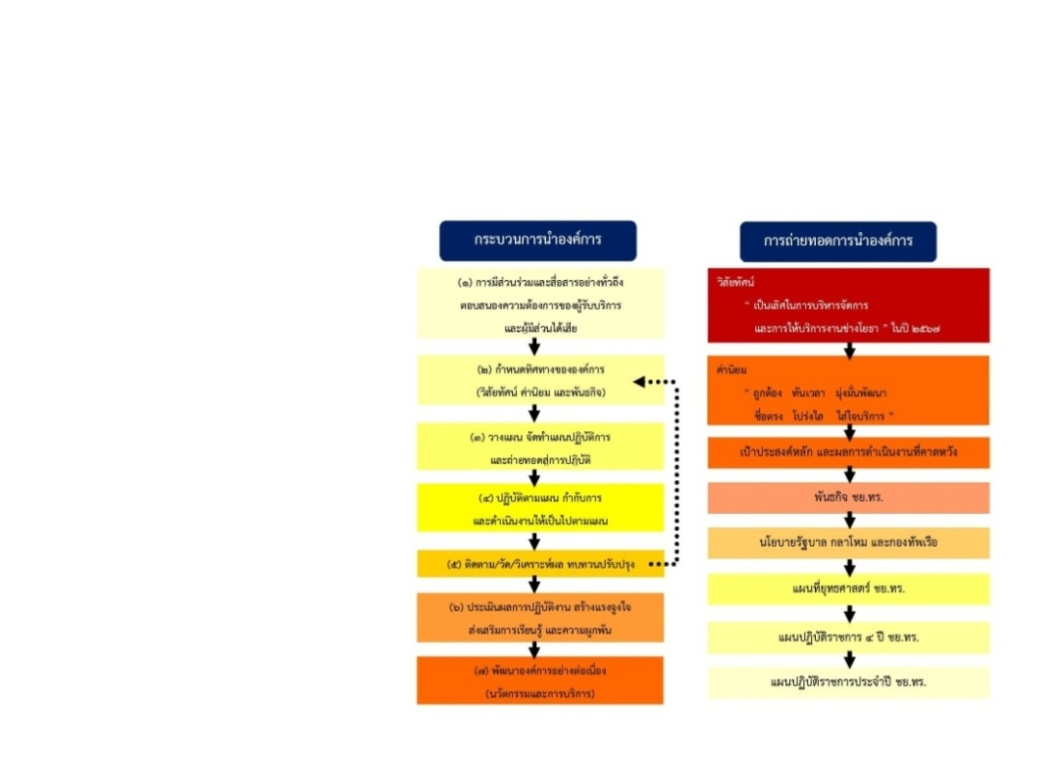 กระบวนการนำองค์การ
(๑) การมีส่วนร่วมและสื่อสารอย่างทั่วถึง
ตอบสนองความต้องการของผู้รับบริการ
และผู้มีส่วนได้เสีย
(๒) กำหนดทิศทางขององค์การ
(วิสัยทัศน์ ค่านิยม และพันธกิจ)
(๓) วางแผน จัดทำแผนปฏิบัติการ
และถ่ายทอดสู่การปฏิบัติ
(๔) ปฏิบัติตามแผน กำกับการ
และดำเนินงานให้เป็นไปตามแผน
(๕) ติดตาม/วัด/วิเคราะห์ผล ทบทวนปรับปรุง
(๖) ประเมินผลการปฏิบัติงาน สร้างแรงจูงใจ
ส่งเสริมการเรียนรู้ และความผูกพัน
(๗) พัฒนาองค์การอย่างต่อเนื่อง
(นวัตกรรมและการบริการ)
การถ่ายทอดการนำองค์การ
วิสัยทัศน์
" เป็นเลิศในการบริหารจัดการ
และการให้บริการงานช่างโยธา " ในปี ๒๕๖๗
ค่านิยม
" ถูกต้อง ทันเวลา มุ่งมั่นพัฒนา
ซื่อตรง โปร่งใส ใส่ใจบริการ "
เป้าประสงค์หลัก และผลการดำเนินงานที่คาดหวัง
พันธกิจ ชย.ทร.
นโยบายรัฐบาล กลาโหม และกองทัพเรือ
แผนที่ยุทธศาสตร์ ชย.ทร.
แผนปฏิบัติราชการ ๔ ปี ชย.ทร.
แผนปฏิบัติราชการประจำปี ชย.ทร.